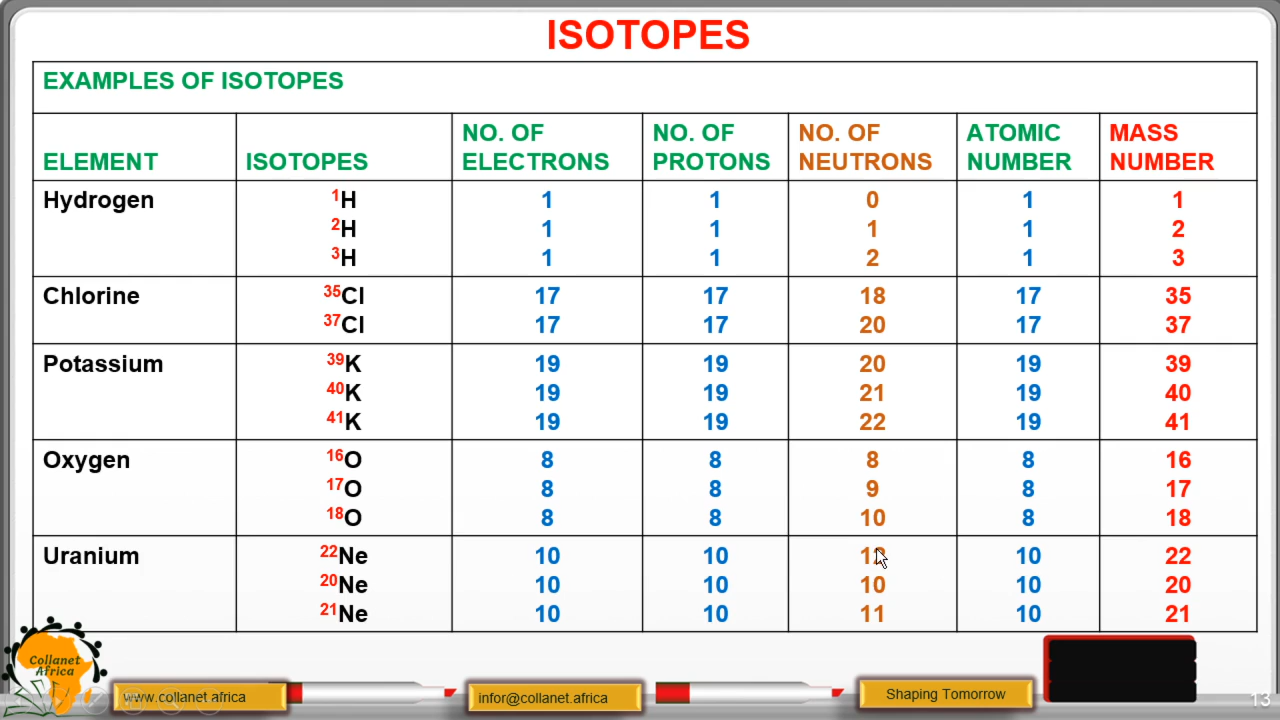 ISOTOPES
EXAMPLES OF ISOTOPES
ELEMENT ISOTOPES NO. OF ELECTRONS NO. OF PROTONS NO. OF NEUTRONS ATOMIC NUMBER MASS NUMBER
Hydrogen ¹H 1 1 0 1 1
²H 1 1 1 1 2
³H 1 1 2 1 3
Chlorine ³⁵Cl 17 17 18 17 35
³⁷Cl 17 17 20 17 37
Potassium ³⁹K 19 19 20 19 39
⁴⁰K 19 19 21 19 40
⁴¹K 19 19 22 19 41
Oxygen ¹⁶O 8 8 8 8 16
¹⁷O 8 8 9 8 17
¹⁸O 8 8 10 8 18
Uranium ²²Ne 10 10 12 10 22
²⁰Ne 10 10 10 10 20
²¹Ne 10 10 11 10 21
Collanet
Africa
www.collanet africa
infor@collanet.africa
Shaping Tomorrow
13